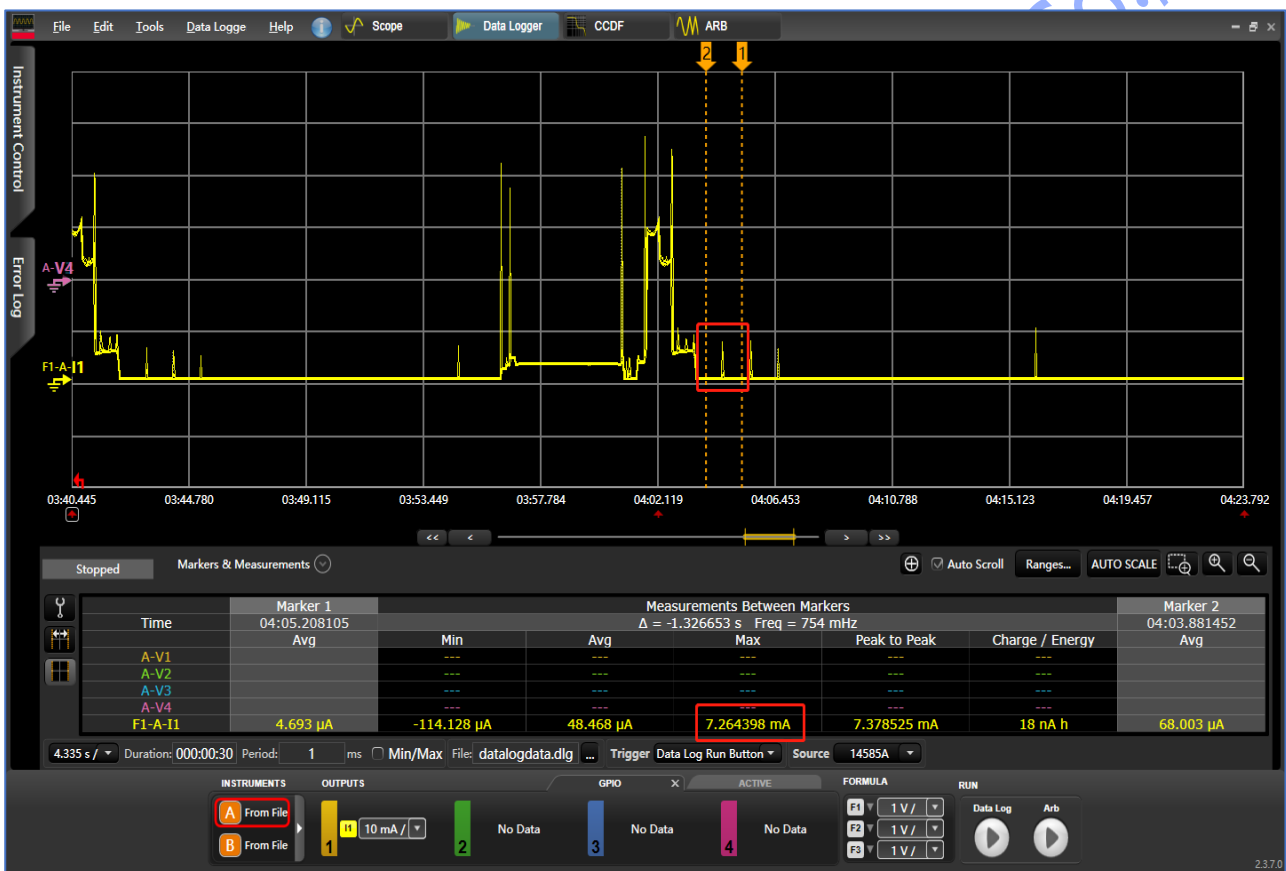 File Edit Tools Data Logge Help i Scope Data Logger CCDF ARB
Instrument Control
Error Log
2 1
A-V4
F1-A-I1
03:40.445 03:44.780 03:49.115 03:53.449 03:57.784 04:02.119 04:06.453 04:10.788 04:15.123 04:19.457 04:23.792
<< < > >>
Stopped Markers & Measurements Auto Scroll Ranges... AUTO SCALE
Marker 1 Measurements Between Markers Marker 2
Time 04:05.208105 Δ = -1.326653 s Freq = 754 mHz 04:03.881452
Avg Min Avg Max Peak to Peak Charge / Energy Avg
A-V1 --- --- --- --- ---
A-V2 --- --- --- --- ---
A-V3 --- --- --- --- ---
A-V4 --- --- --- --- ---
F1-A-I1 4.693 µA -114.128 µA 48.468 µA 7.264398 mA 7.378525 mA 18 nA h 68.003 µA
4.335 s / Duration: 000:00:30 Period: 1 ms Min/Max File: datalogdata.dlg ... Trigger Data Log Run Button Source 14585A
INSTRUMENTS OUTPUTS GPIO X ACTIVE FORMULA RUN
A From File
B From File
1 I1 10 mA / 2 No Data 3 No Data 4 No Data
F1 1 V /
F2 1 V /
F3 1 V /
Data Log Arb
2.3.7.0